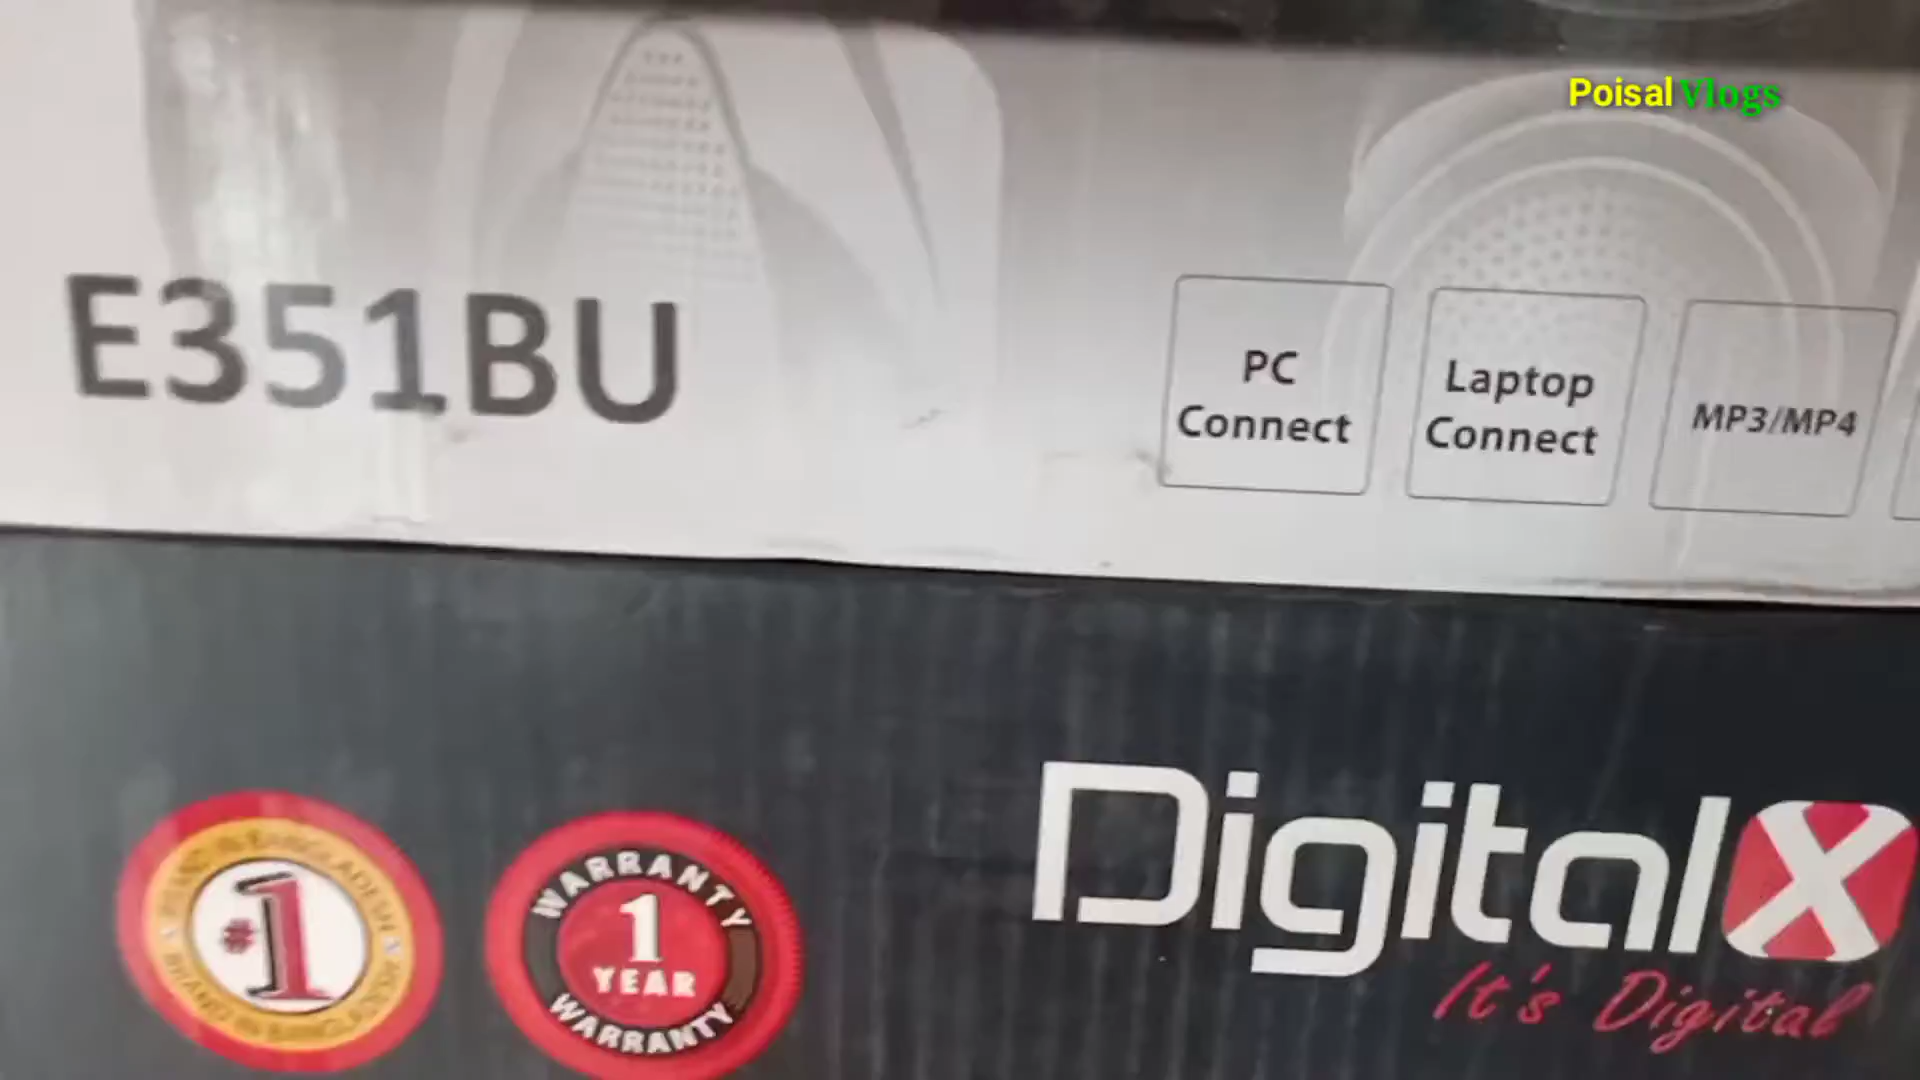 Poisal Vlogs
E351BU
PC
Connect
Laptop
Connect
MP3/MP4
#1
WARRANTY
1
YEAR
WARRANTY
DigitalX
It's Digital